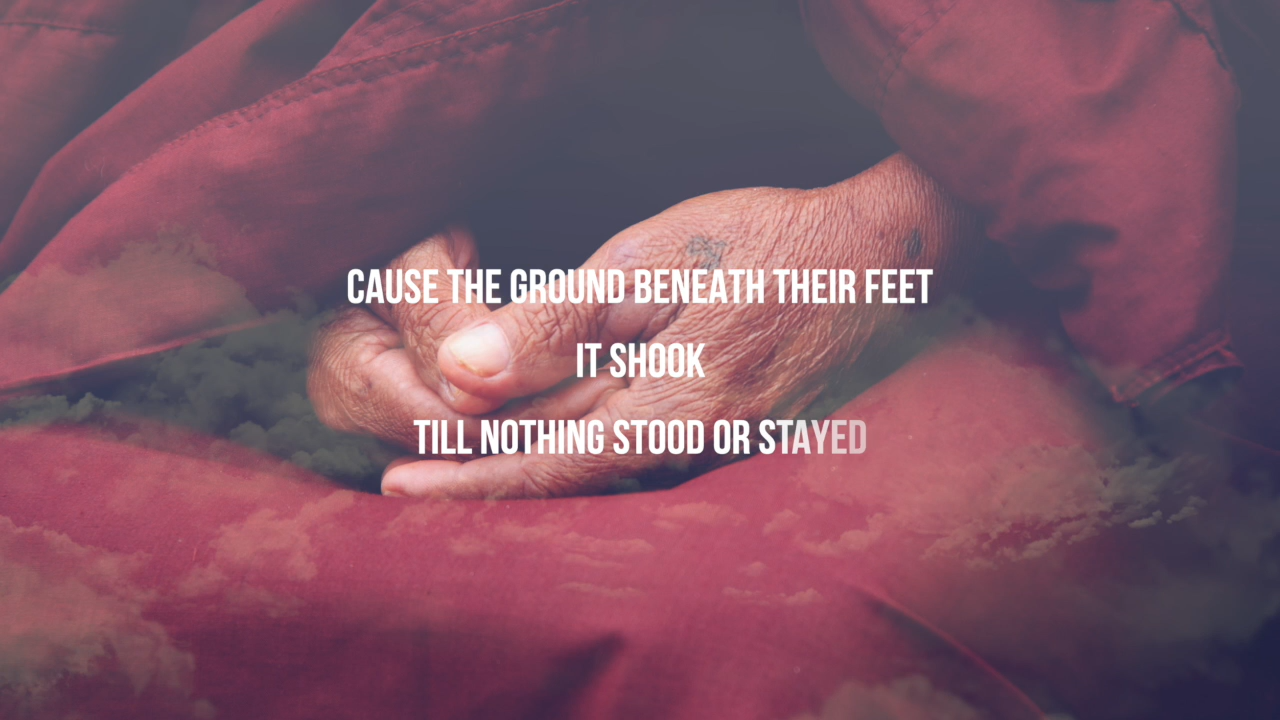 CAUSE THE GROUND BENEATH THEIR FEET
IT SHOOK
TILL NOTHING STOOD OR STAYED